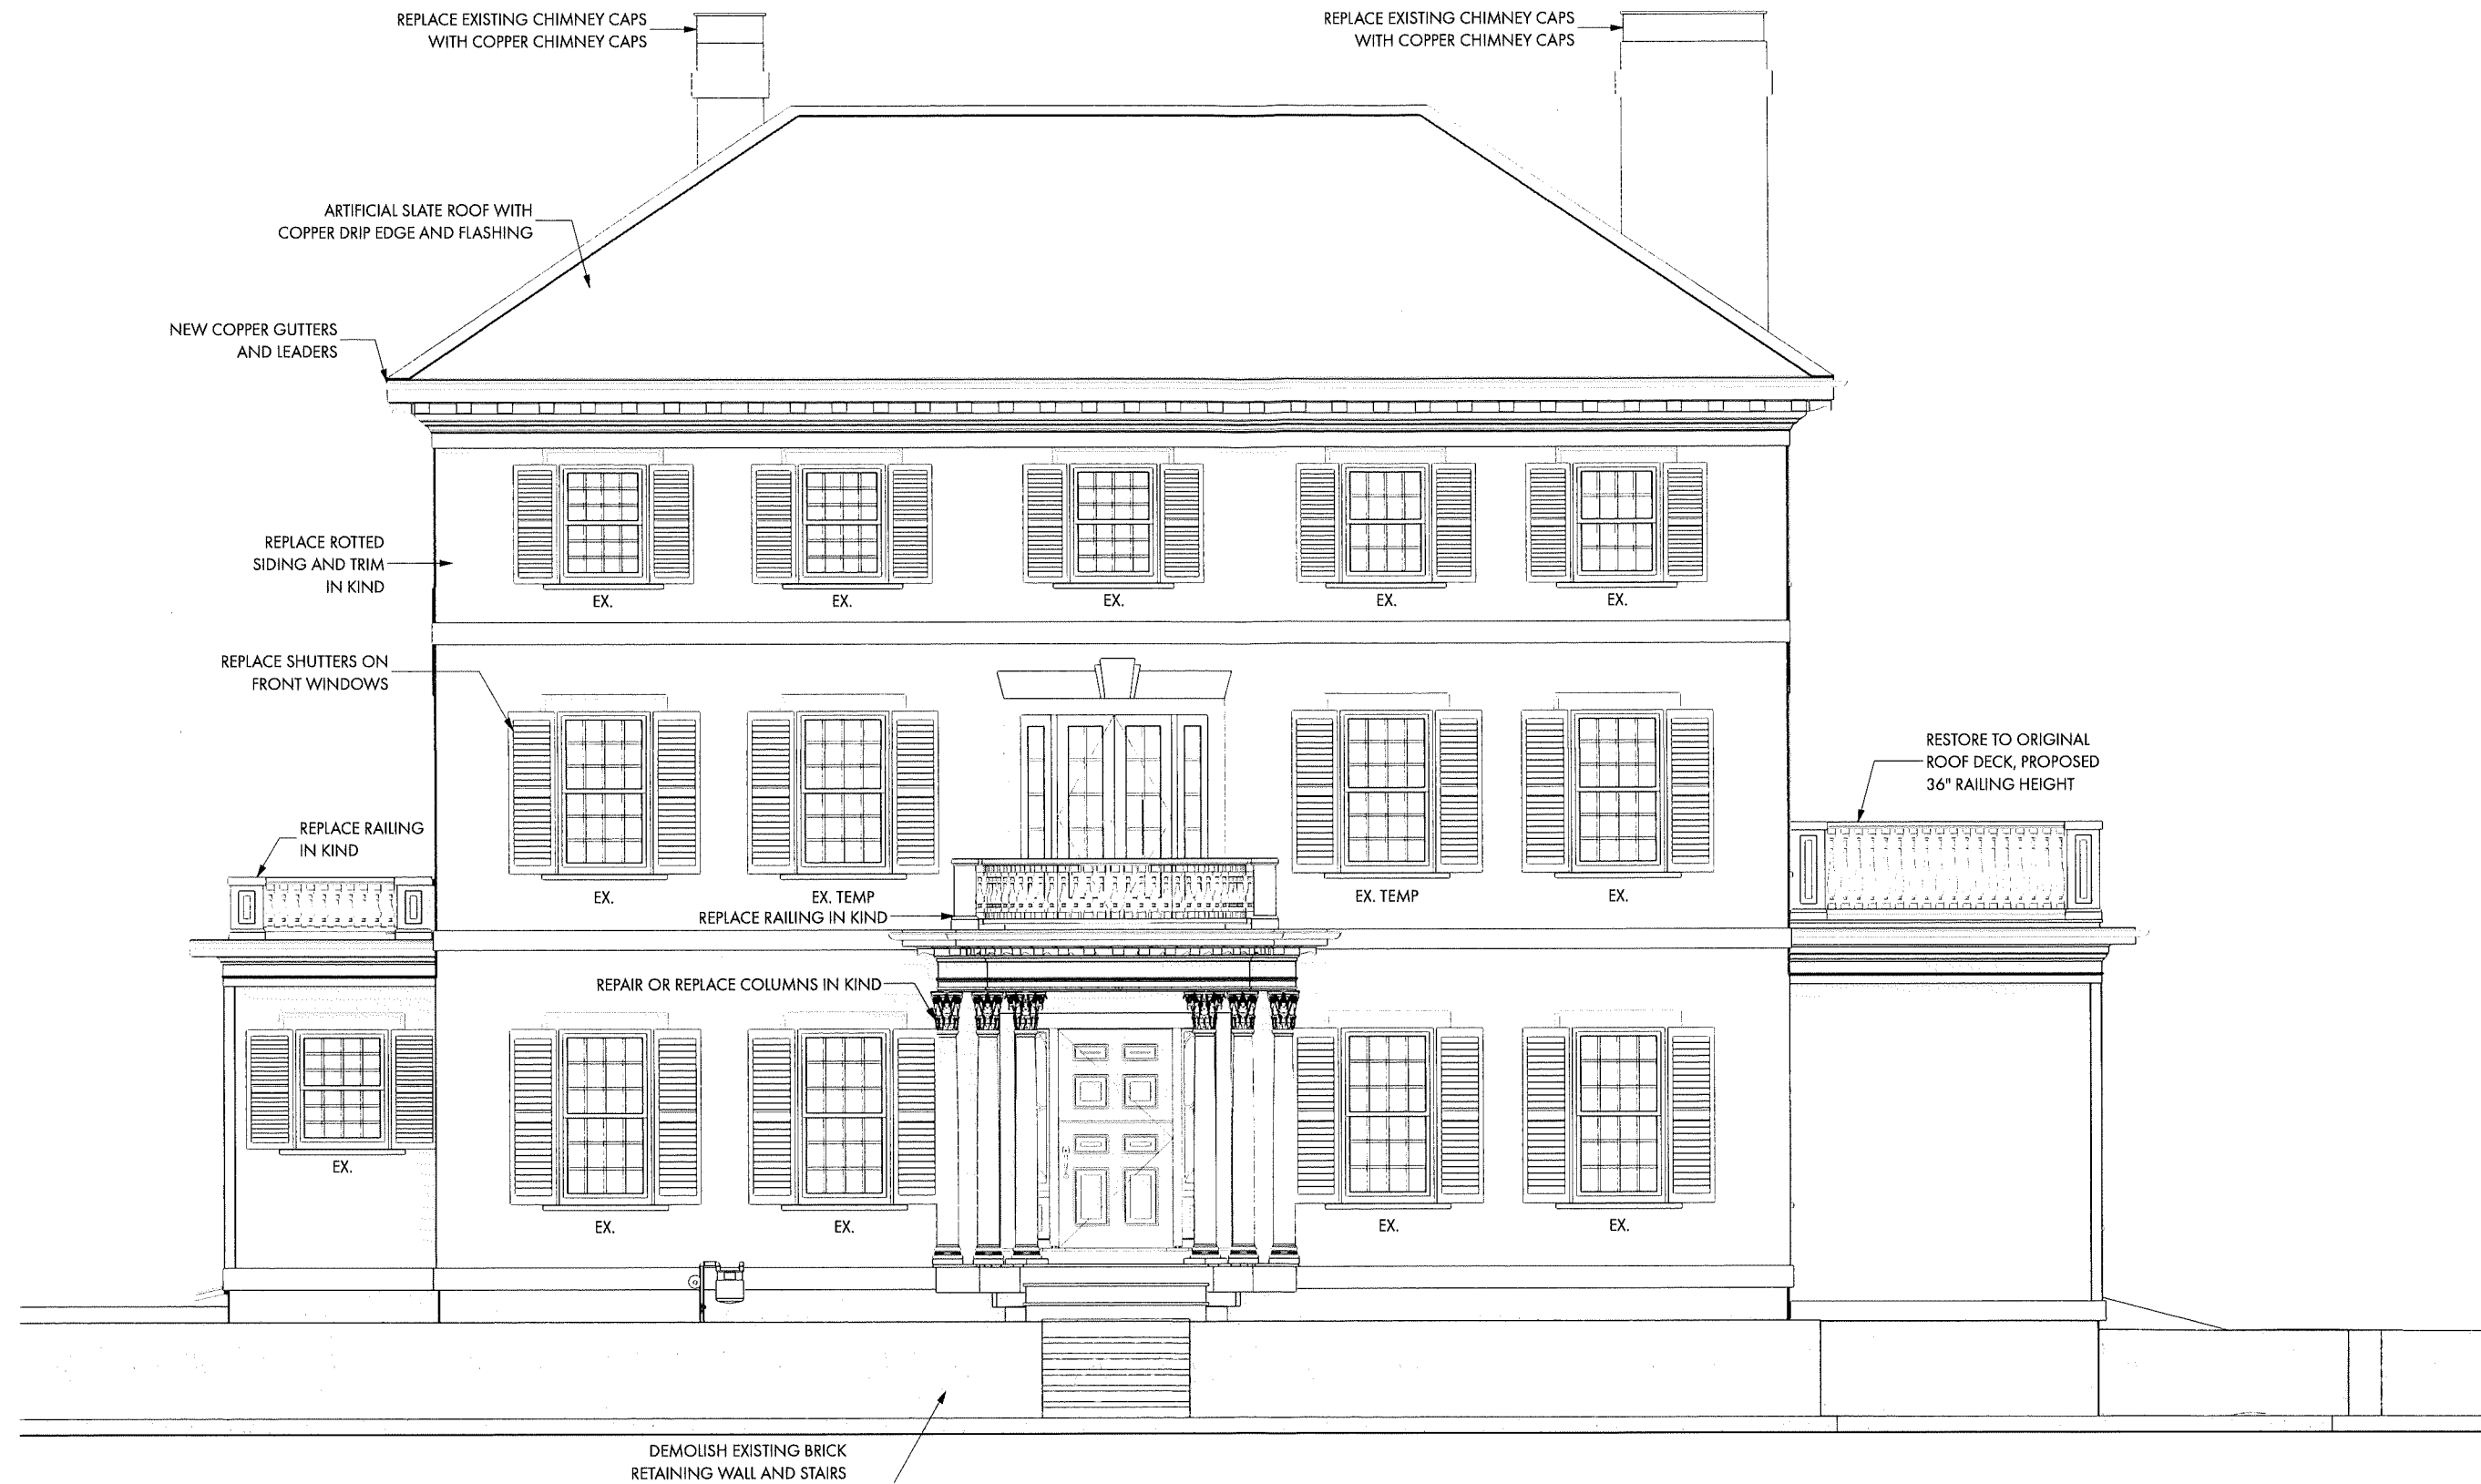 REPLACE EXISTING CHIMNEY CAPS
WITH COPPER CHIMNEY CAPS
REPLACE EXISTING CHIMNEY CAPS
WITH COPPER CHIMNEY CAPS
ARTIFICIAL SLATE ROOF WITH
COPPER DRIP EDGE AND FLASHING
NEW COPPER GUTTERS
AND LEADERS
REPLACE ROTTED
SIDING AND TRIM
IN KIND
EX.
EX.
EX.
EX.
EX.
REPLACE SHUTTERS ON
FRONT WINDOWS
RESTORE TO ORIGINAL
ROOF DECK, PROPOSED
36" RAILING HEIGHT
REPLACE RAILING
IN KIND
EX.
EX. TEMP
EX. TEMP
EX.
REPLACE RAILING IN KIND
REPAIR OR REPLACE COLUMNS IN KIND
EX.
EX.
EX.
EX.
EX.
DEMOLISH EXISTING BRICK
RETAINING WALL AND STAIRS